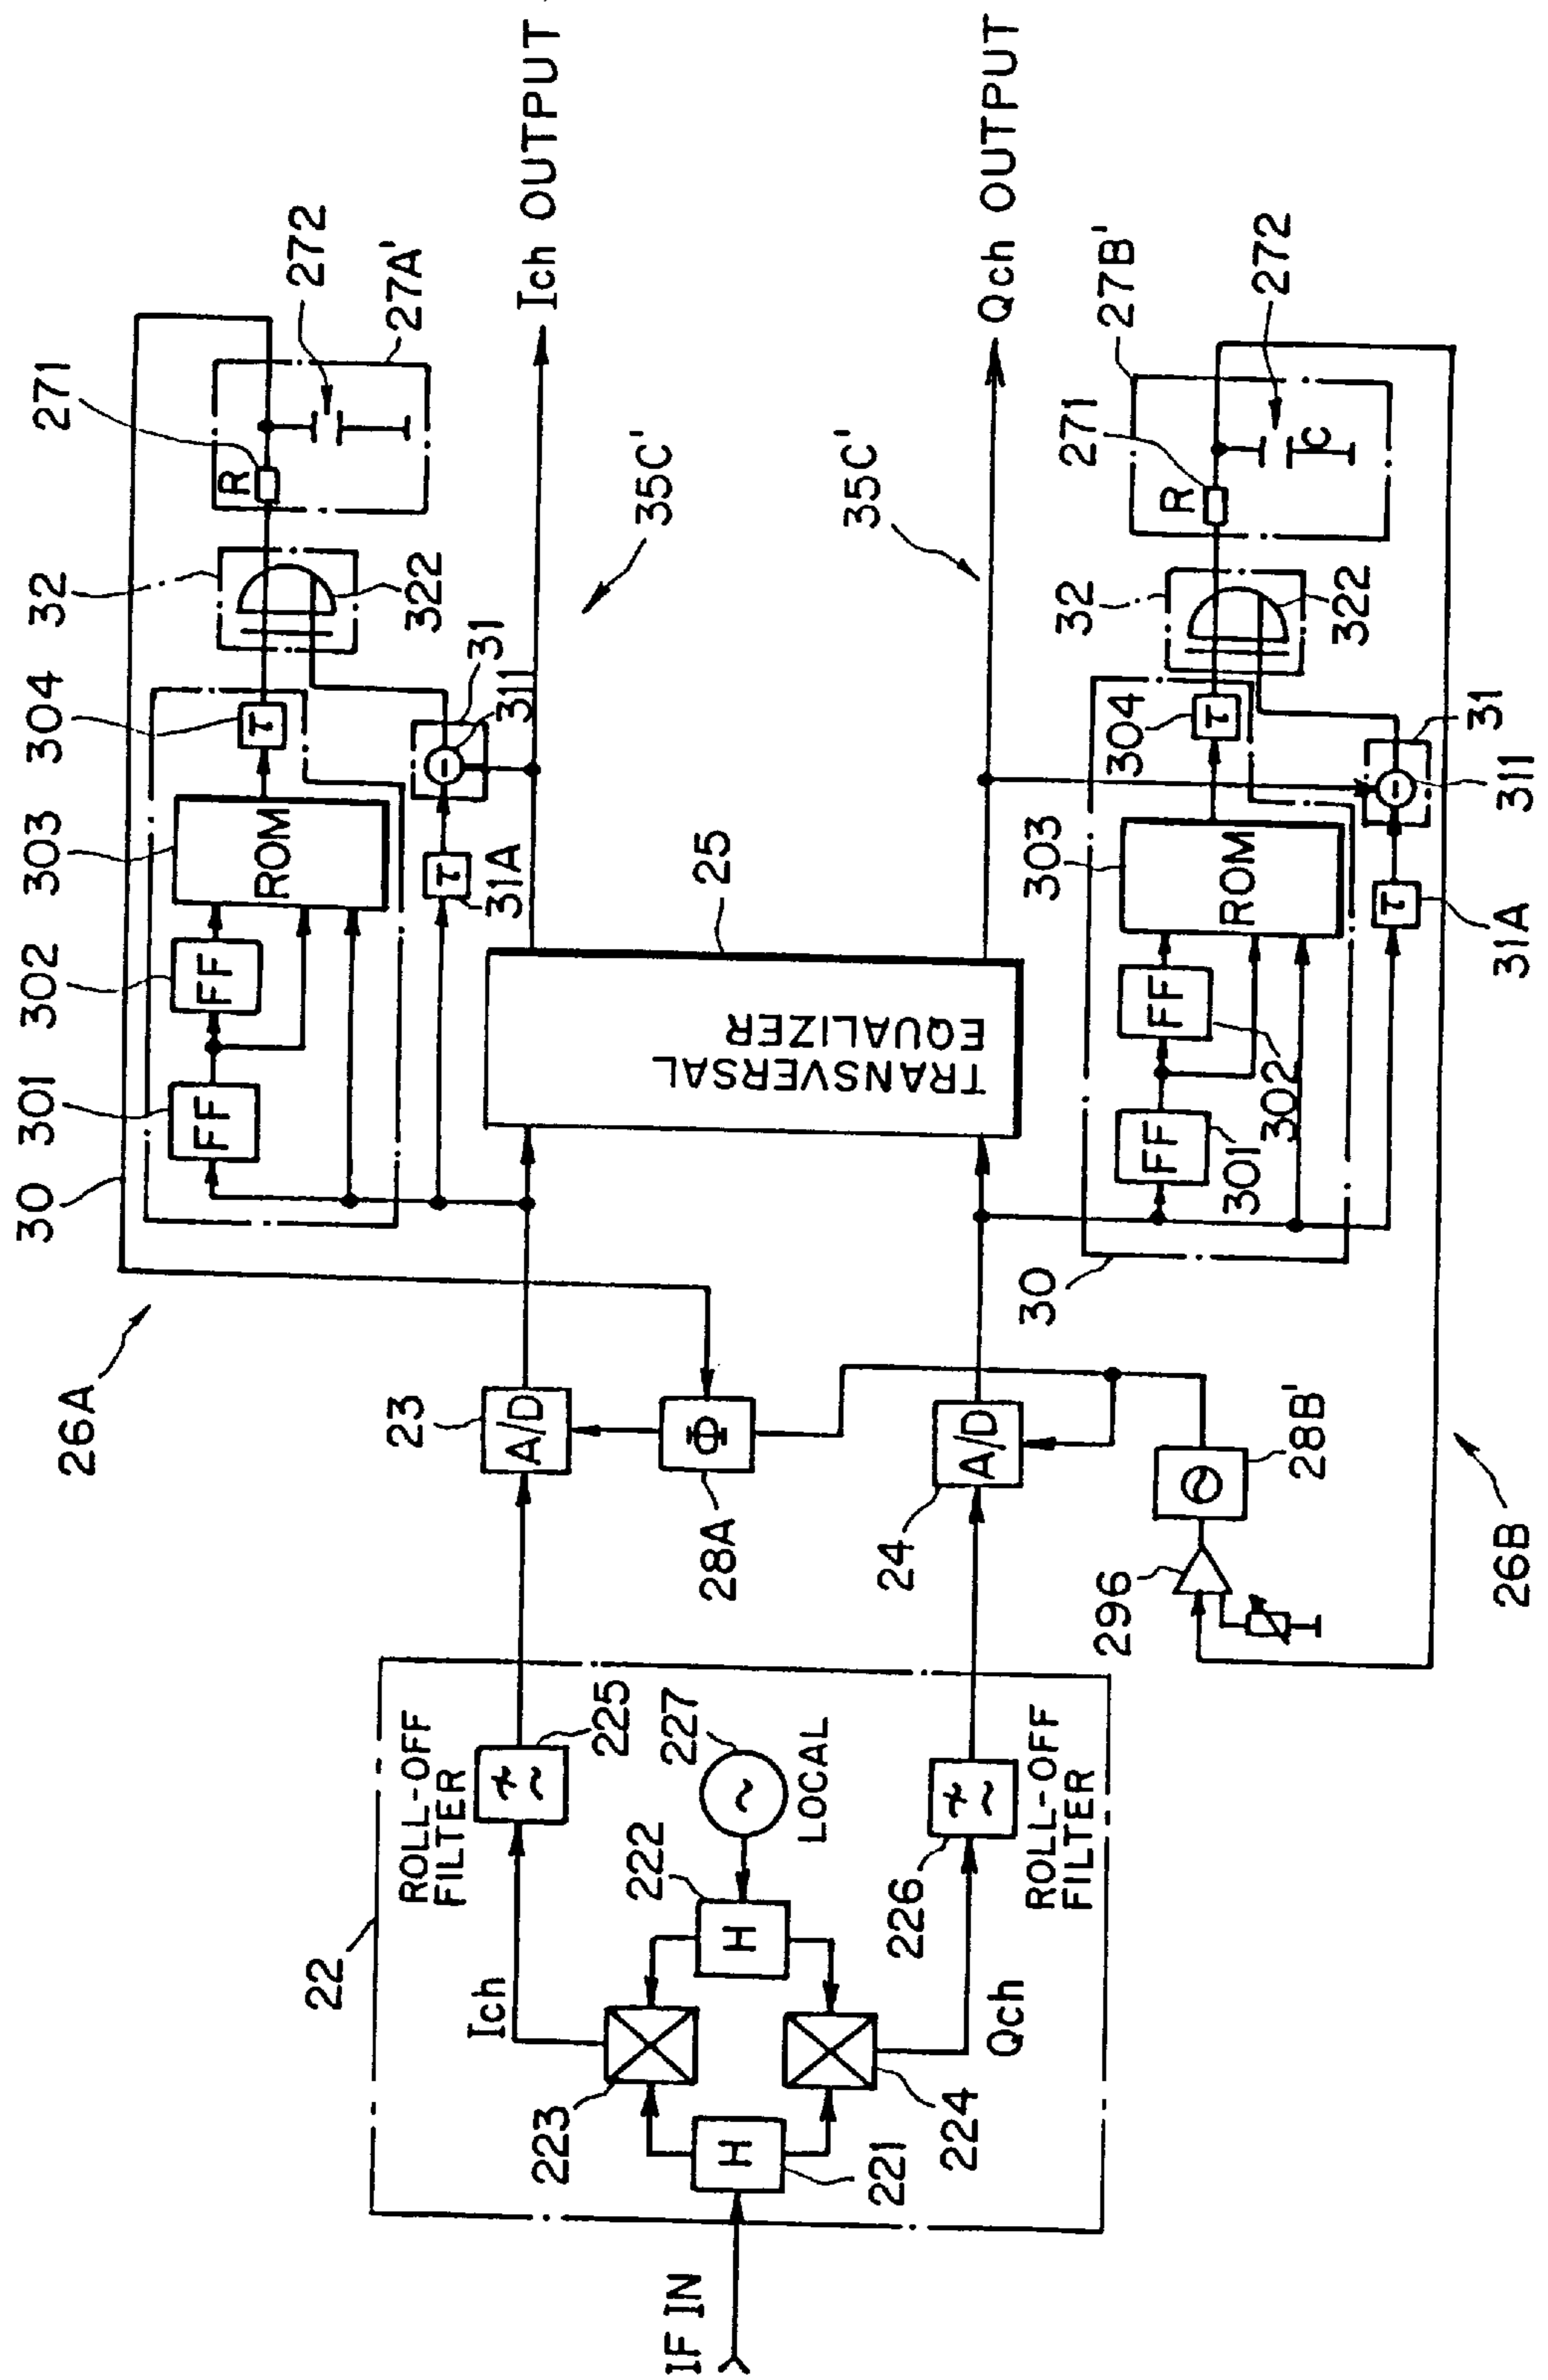 26A
30
301
302
303
304
32
271
272
27A'
FF
FF
ROM
τ
R
322
31
311
τ
31A
Ich OUTPUT
35C'
25
TRANSVERSAL
EQUALIZER
35C'
Qch OUTPUT
IF IN
22
H
221
223
224
Ich
Qch
H
222
227
~
LOCAL
ROLL-OFF
FILTER
225
226
ROLL-OFF
FILTER
23
A/D
Φ
28A
24
A/D
296
28B'
26B
30
FF
301
FF
302
303
ROM
304
τ
32
322
R
271
272
C
27B'
31
311
τ
31A